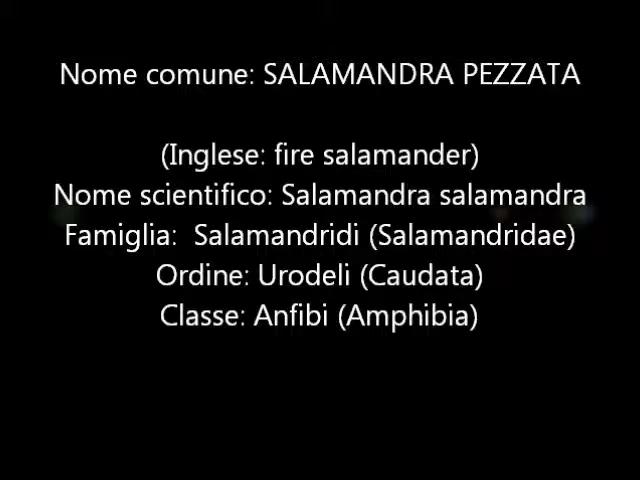 Nome comune: SALAMANDRA PEZZATA
(Inglese: fire salamander)
Nome scientifico: Salamandra salamandra
Famiglia:  Salamandridi (Salamandridae)
Ordine: Urodeli (Caudata)
Classe: Anfibi (Amphibia)